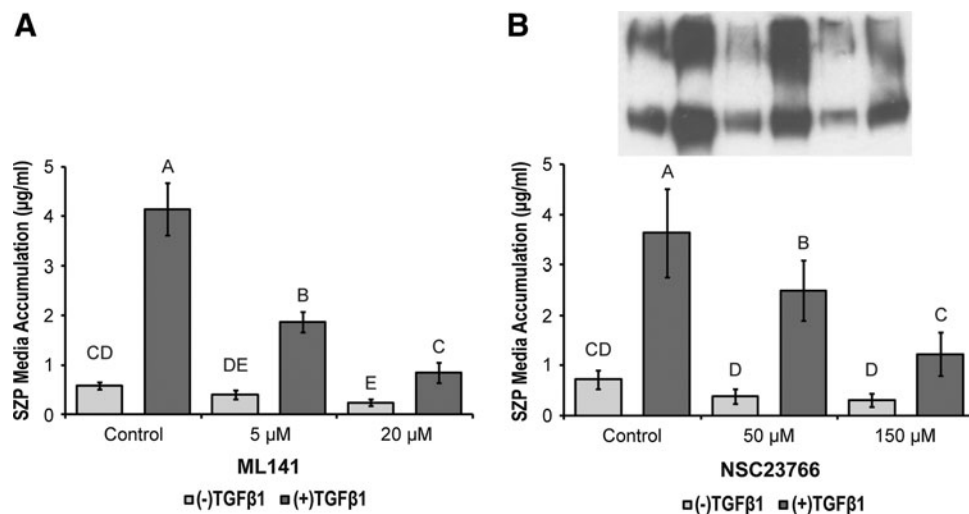 A
SZP Media Accumulation (µg/ml)
5
4
3
2
1
0
CD
A
DE
B
E
C
Control
5 µM
20 µM
ML141
(-)TGFβ1 (+)TGFβ1
B
SZP Media Accumulation (µg/ml)
5
4
3
2
1
0
CD
A
D
B
D
C
Control
50 µM
150 µM
NSC23766
(-)TGFβ1 (+)TGFβ1